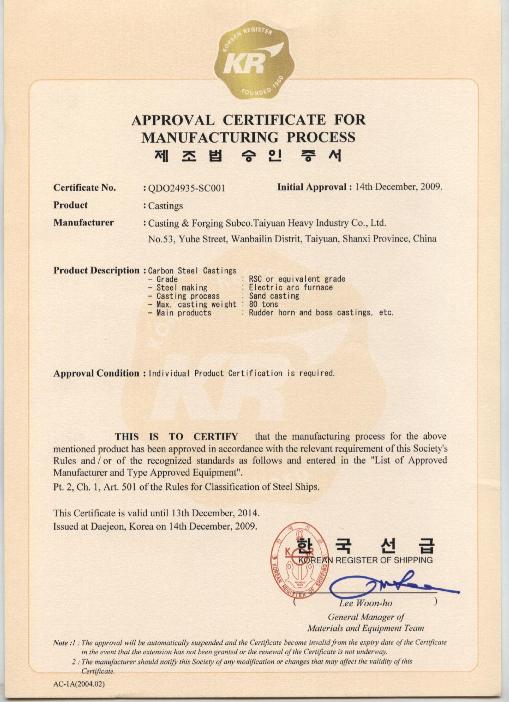 KOREAN REGISTER
KR
FOUNDED 1960
APPROVAL CERTIFICATE FOR
MANUFACTURING PROCESS
제 조 법 승 인 증 서
Certificate No. : QDO24935-SC001 Initial Approval : 14th December, 2009.
Product : Castings
Manufacturer : Casting & Forging Subco.Taiyuan Heavy Industry Co., Ltd.
No.53, Yuhe Street, Wanbailin Distrit, Taiyuan, Shanxi Province, China
Product Description : Carbon Steel Castings
- Grade : RSC or equivalent grade
- Steel making : Electric arc furnace
- Casting process : Sand casting
- Max. casting weight : 80 tons
- Main products : Rudder horn and boss castings, etc.
Approval Condition : Individual Product Certification is required.
THIS IS TO CERTIFY that the manufacturing process for the above
mentioned product has been approved in accordance with the relevant requirement of this Society's
Rules and / or of the recognized standards as follows and entered in the "List of Approved
Manufacturer and Type Approved Equipment".
Pt. 2, Ch. 1, Art. 501 of the Rules for Classification of Steel Ships.
This Certificate is valid until 13th December, 2014.
Issued at Daejeon, Korea on 14th December, 2009.
한 국 선 급
KOREAN REGISTER OF SHIPPING
( Lee Woon-ho )
General Manager of
Materials and Equipment Team
Note :1 : The approval will be automatically suspended and the Certificate become invalid from the expiry date of the Certificate
in the event that the extension has not been granted or the renewal of the Certificate is not underway.
2 : The manufacturer should notify this Society of any modification or changes that may affect the validity of this
Certificate.
AC-1A(2004.02)